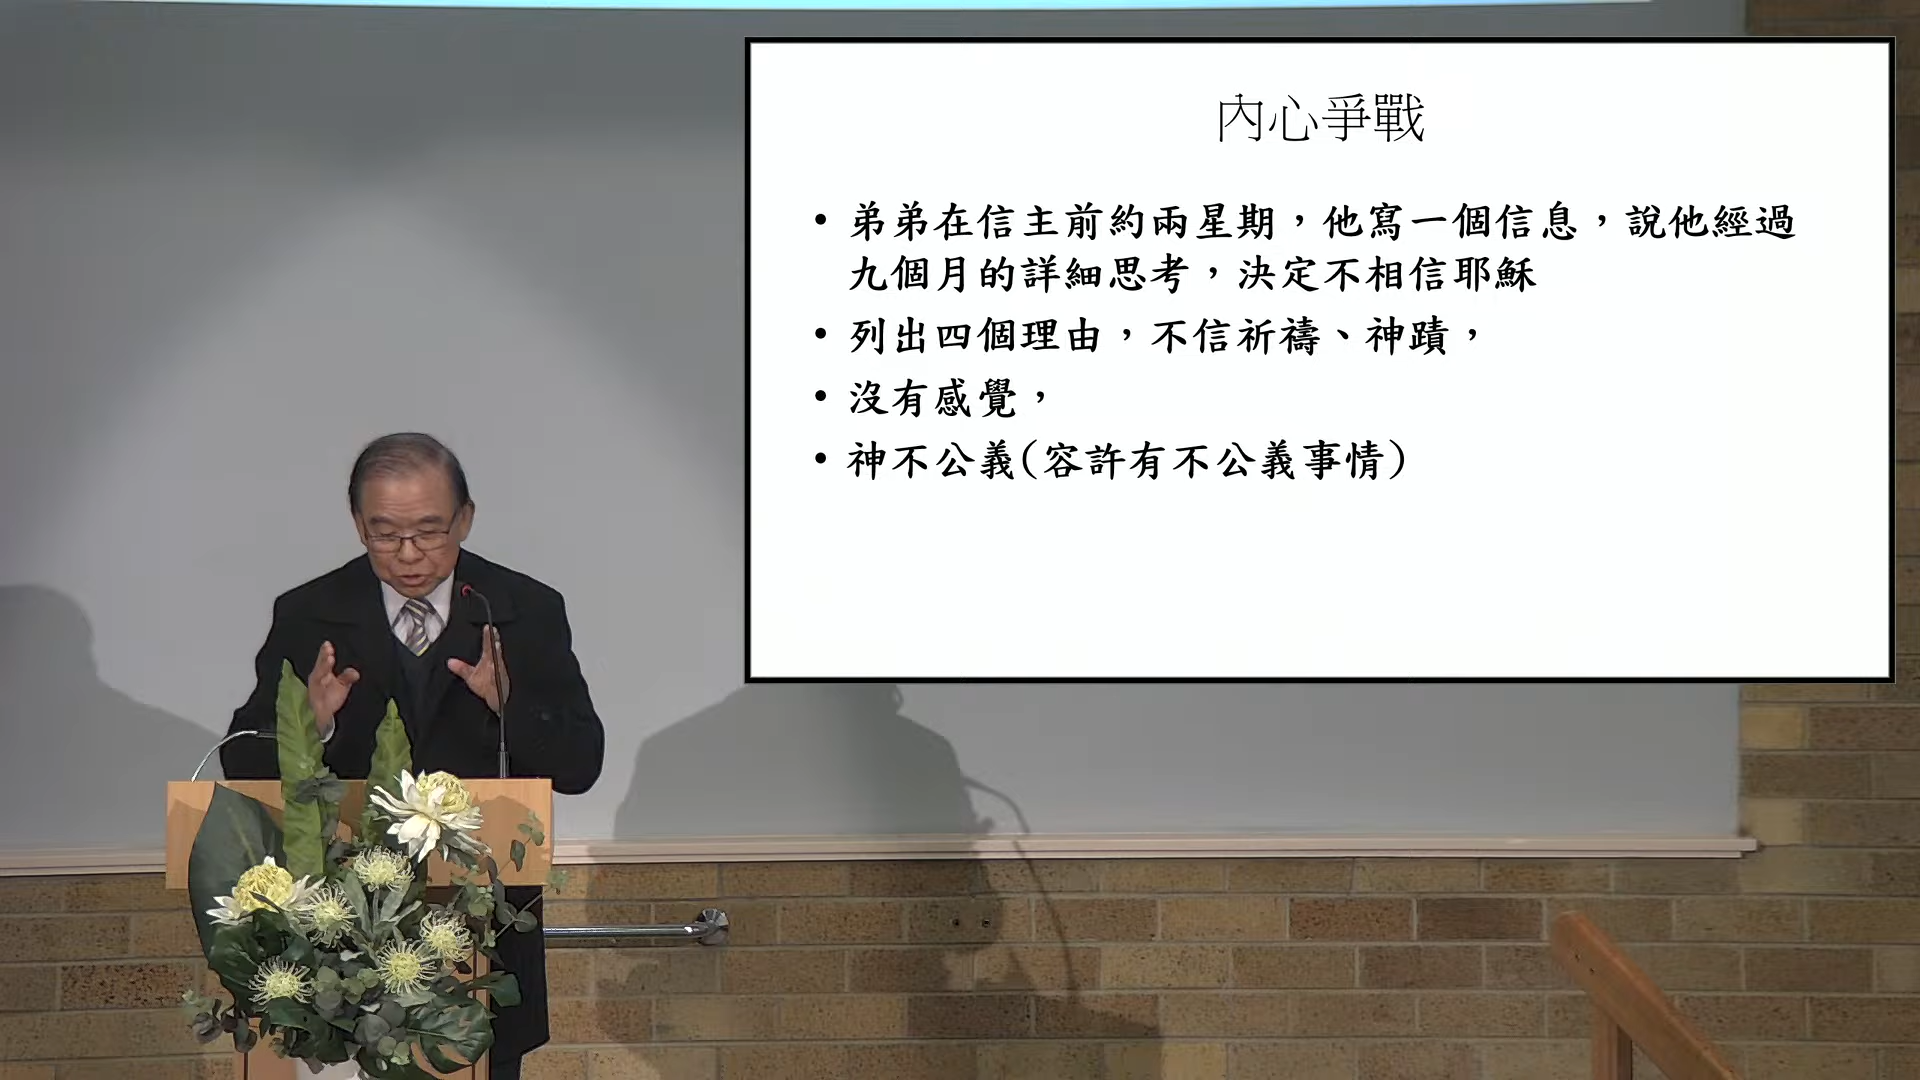 內心爭戰
• 弟弟在信主前約兩星期，他寫一個信息，說他經過
九個月的詳細思考，決定不相信耶穌
• 列出四個理由，不信祈禱、神蹟，
• 沒有感覺，
• 神不公義(容許有不公義事情)